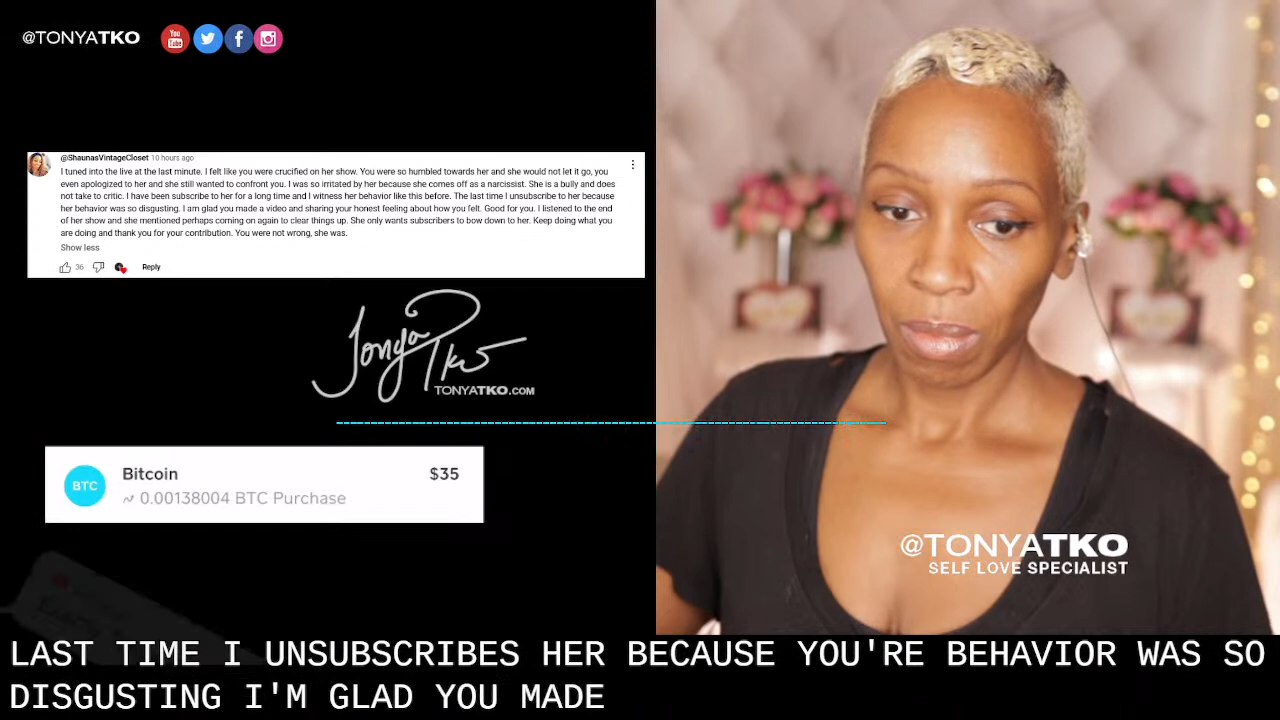 @TONYATKO
You Tube
@ShaunasVintageCloset 10 hours ago
I tuned into the live at the last minute. I felt like you were crucified on her show. You were so humbled towards her and she would not let it go, you
even apologized to her and she still wanted to confront you. I was so irritated by her because she comes off as a narcissist. She is a bully and does
not take to critic. I have been subscribe to her for a long time and I witness her behavior like this before. The last time I unsubscribe to her because
her behavior was so disgusting. I am glad you made a video and sharing your honest feeling about how you felt. Good for you. I listened to the end
of her show and she mentioned perhaps coming on again to clear things up. She only wants subscribers to bow down to her. Keep doing what you
are doing and thank you for your contribution. You were not wrong, she was.
Show less
36 Reply
Tonya Tko
TONYATKO.COM
BTC Bitcoin $35
0.00138004 BTC Purchase
@TONYATKO
SELF LOVE SPECIALIST
LAST TIME I UNSUBSCRIBES HER BECAUSE YOU'RE BEHAVIOR WAS SO
DISGUSTING I'M GLAD YOU MADE